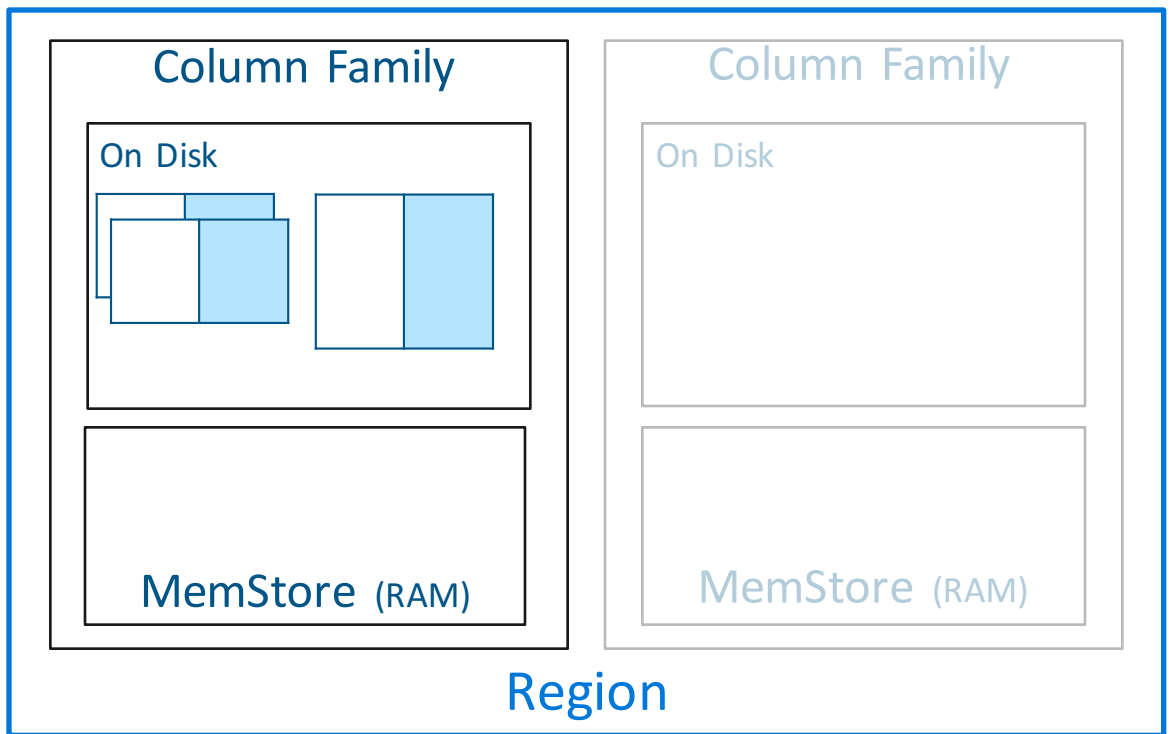 Column Family
On Disk
MemStore (RAM)
Column Family
On Disk
MemStore (RAM)
Region